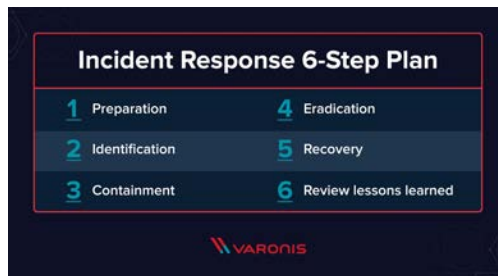 Incident Response 6-Step Plan
1 Preparation
2 Identification
3 Containment
4 Eradication
5 Recovery
6 Review lessons learned
VARONIS